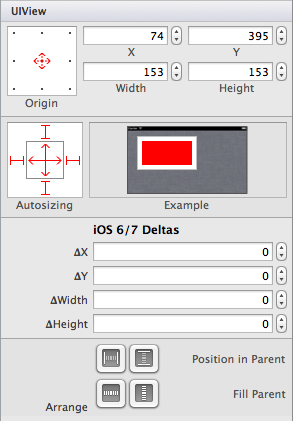 UIView
74 395
X Y
153 153
Width Height
Origin
Autosizing Example
iOS 6/7 Deltas
ΔX 0
ΔY 0
ΔWidth 0
ΔHeight 0
Position in Parent
Fill Parent
Arrange